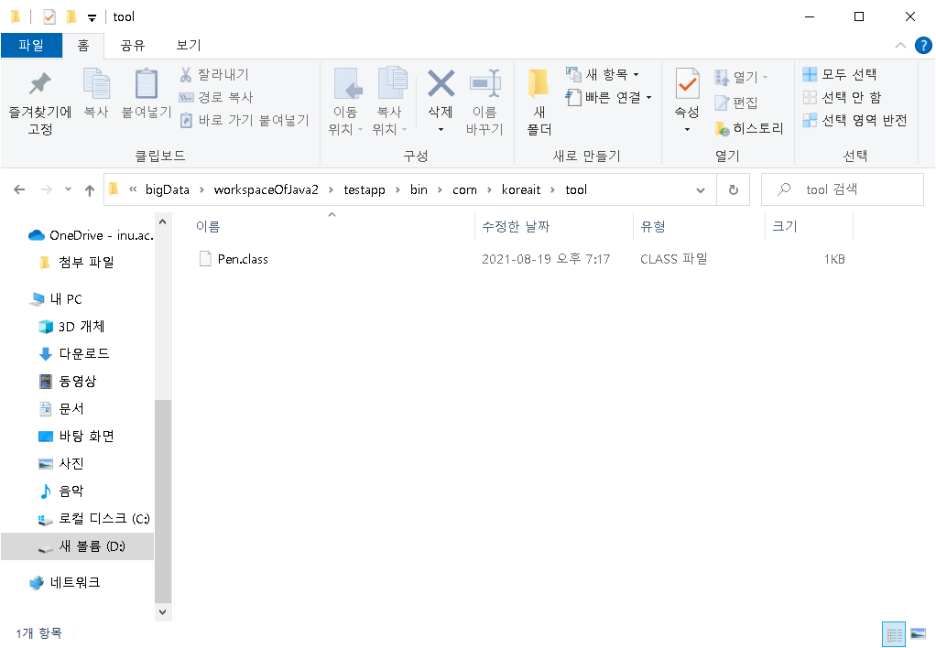 tool
파일 홈 공유 보기
즐겨찾기에 고정
복사
붙여넣기
잘라내기
경로 복사
바로 가기 붙여넣기
클립보드
이동 위치
복사 위치
삭제
이름 바꾸기
구성
새 폴더
새 항목
빠른 연결
새로 만들기
속성
열기
편집
히스토리
열기
모두 선택
선택 안 함
선택 영역 반전
선택
« bigData › workspaceOfJava2 › testapp › bin › com › koreait › tool
tool 검색
OneDrive - inu.ac.
첨부 파일
내 PC
3D 개체
다운로드
동영상
문서
바탕 화면
사진
음악
로컬 디스크 (C:)
새 볼륨 (D:)
네트워크
이름 수정한 날짜 유형 크기
Pen.class 2021-08-19 오후 7:17 CLASS 파일 1KB
1개 항목